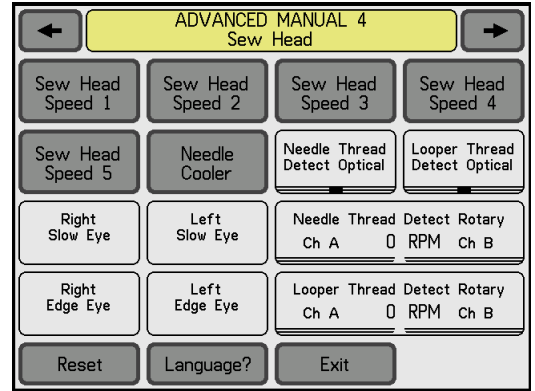 ADVANCED MANUAL 4
Sew Head
Sew Head
Speed 1
Sew Head
Speed 2
Sew Head
Speed 3
Sew Head
Speed 4
Sew Head
Speed 5
Needle
Cooler
Needle Thread
Detect Optical
Looper Thread
Detect Optical
Right
Slow Eye
Left
Slow Eye
Needle Thread Detect Rotary
Ch A 0 RPM Ch B
Right
Edge Eye
Left
Edge Eye
Looper Thread Detect Rotary
Ch A 0 RPM Ch B
Reset
Language?
Exit